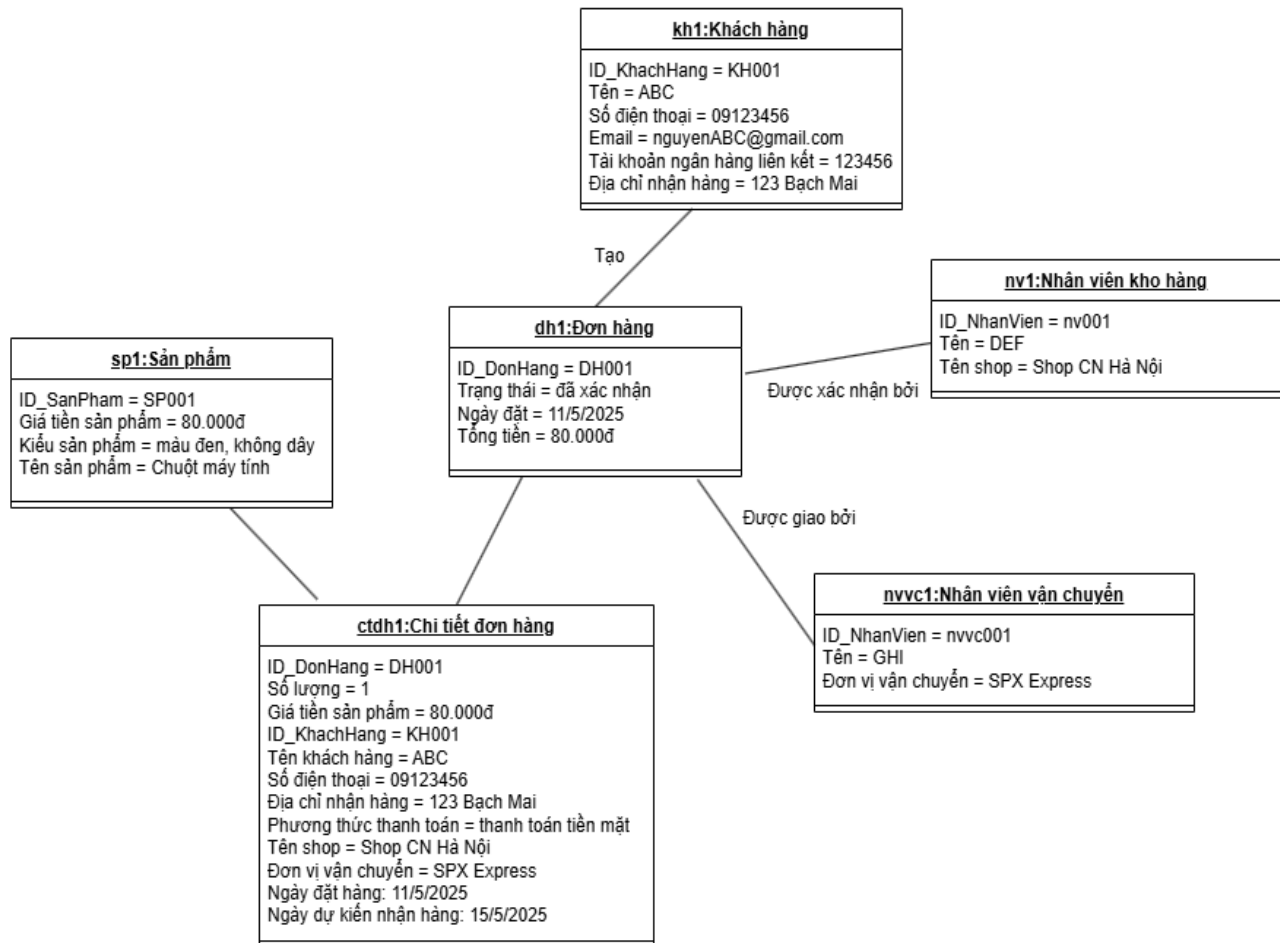 kh1:Khách hàng
ID_KhachHang = KH001
Tên = ABC
Số điện thoại = 09123456
Email = nguyenABC@gmail.com
Tài khoản ngân hàng liên kết = 123456
Địa chỉ nhận hàng = 123 Bạch Mai
Tạo
nv1:Nhân viên kho hàng
ID_NhanVien = nv001
Tên = DEF
Tên shop = Shop CN Hà Nội
dh1:Đơn hàng
ID_DonHang = DH001
Trạng thái = đã xác nhận
Ngày đặt = 11/5/2025
Tổng tiền = 80.000đ
Được xác nhận bởi
sp1:Sản phẩm
ID_SanPham = SP001
Giá tiền sản phẩm = 80.000đ
Kiểu sản phẩm = màu đen, không dây
Tên sản phẩm = Chuột máy tính
Được giao bởi
nvvc1:Nhân viên vận chuyển
ID_NhanVien = nvvc001
Tên = GHI
Đơn vị vận chuyển = SPX Express
ctdh1:Chi tiết đơn hàng
ID_DonHang = DH001
Số lượng = 1
Giá tiền sản phẩm = 80.000đ
ID_KhachHang = KH001
Tên khách hàng = ABC
Số điện thoại = 09123456
Địa chỉ nhận hàng = 123 Bạch Mai
Phương thức thanh toán = thanh toán tiền mặt
Tên shop = Shop CN Hà Nội
Đơn vị vận chuyển = SPX Express
Ngày đặt hàng: 11/5/2025
Ngày dự kiến nhận hàng: 15/5/2025